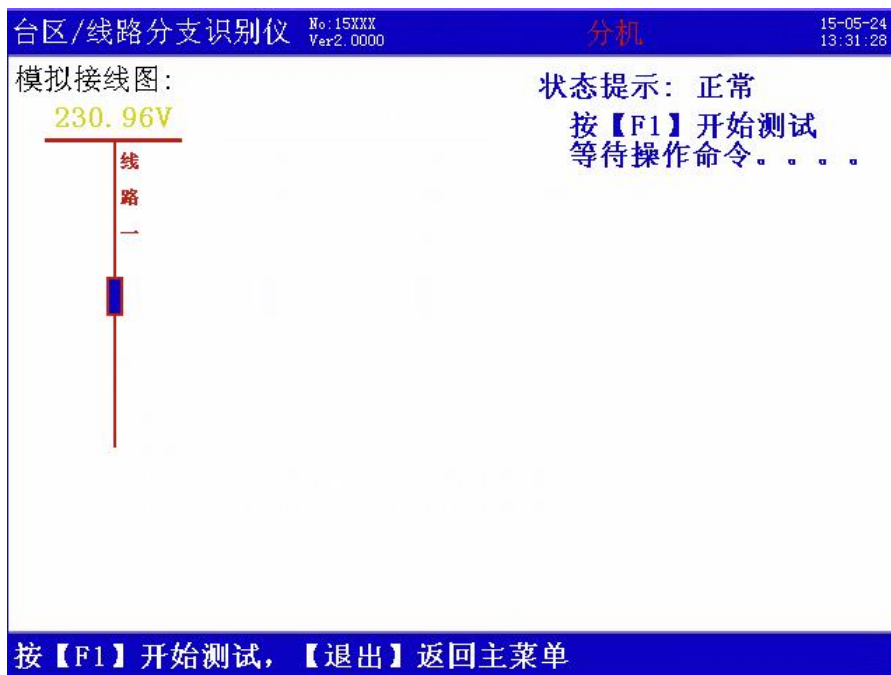 台区/线路分支识别仪 No:15XXX 分机 15-05-24
Ver2.0000 13:31:28
模拟接线图:
状态提示: 正常
230.96V
按【F1】开始测试
等待操作命令。。。。
线
路
一
按【F1】开始测试,【退出】返回主菜单